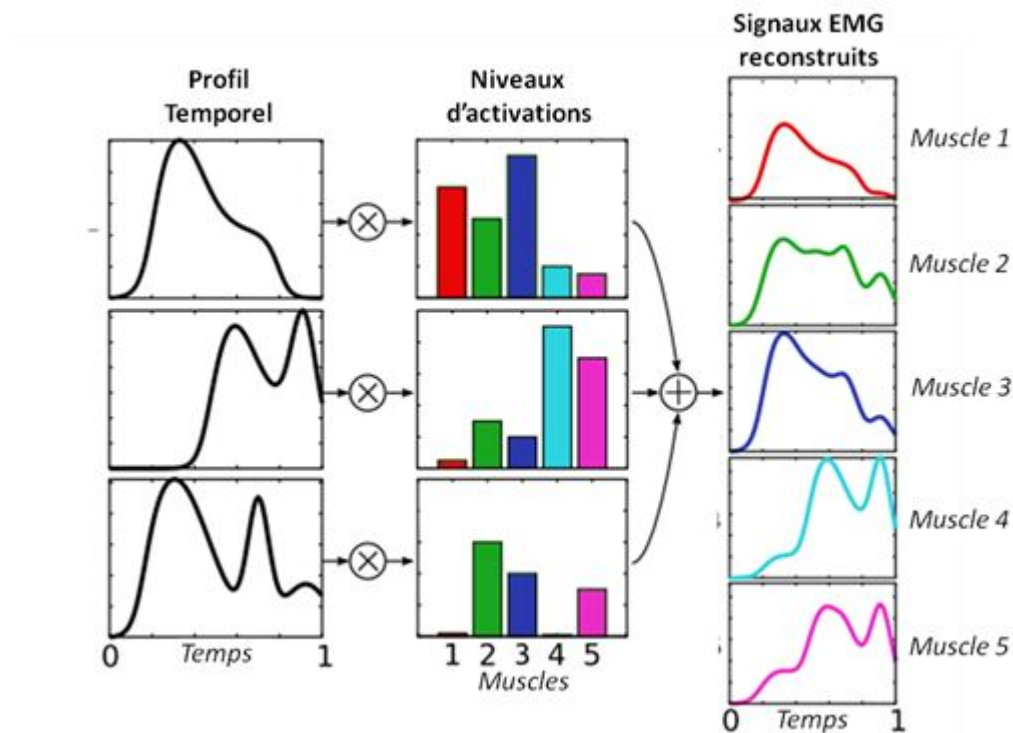 Signaux EMG
reconstruits
Profil
Temporel
Niveaux
d'activations
Muscle 1
Muscle 2
Muscle 3
Muscle 4
Muscle 5
0 Temps 1
1 2 3 4 5
Muscles
0 Temps 1